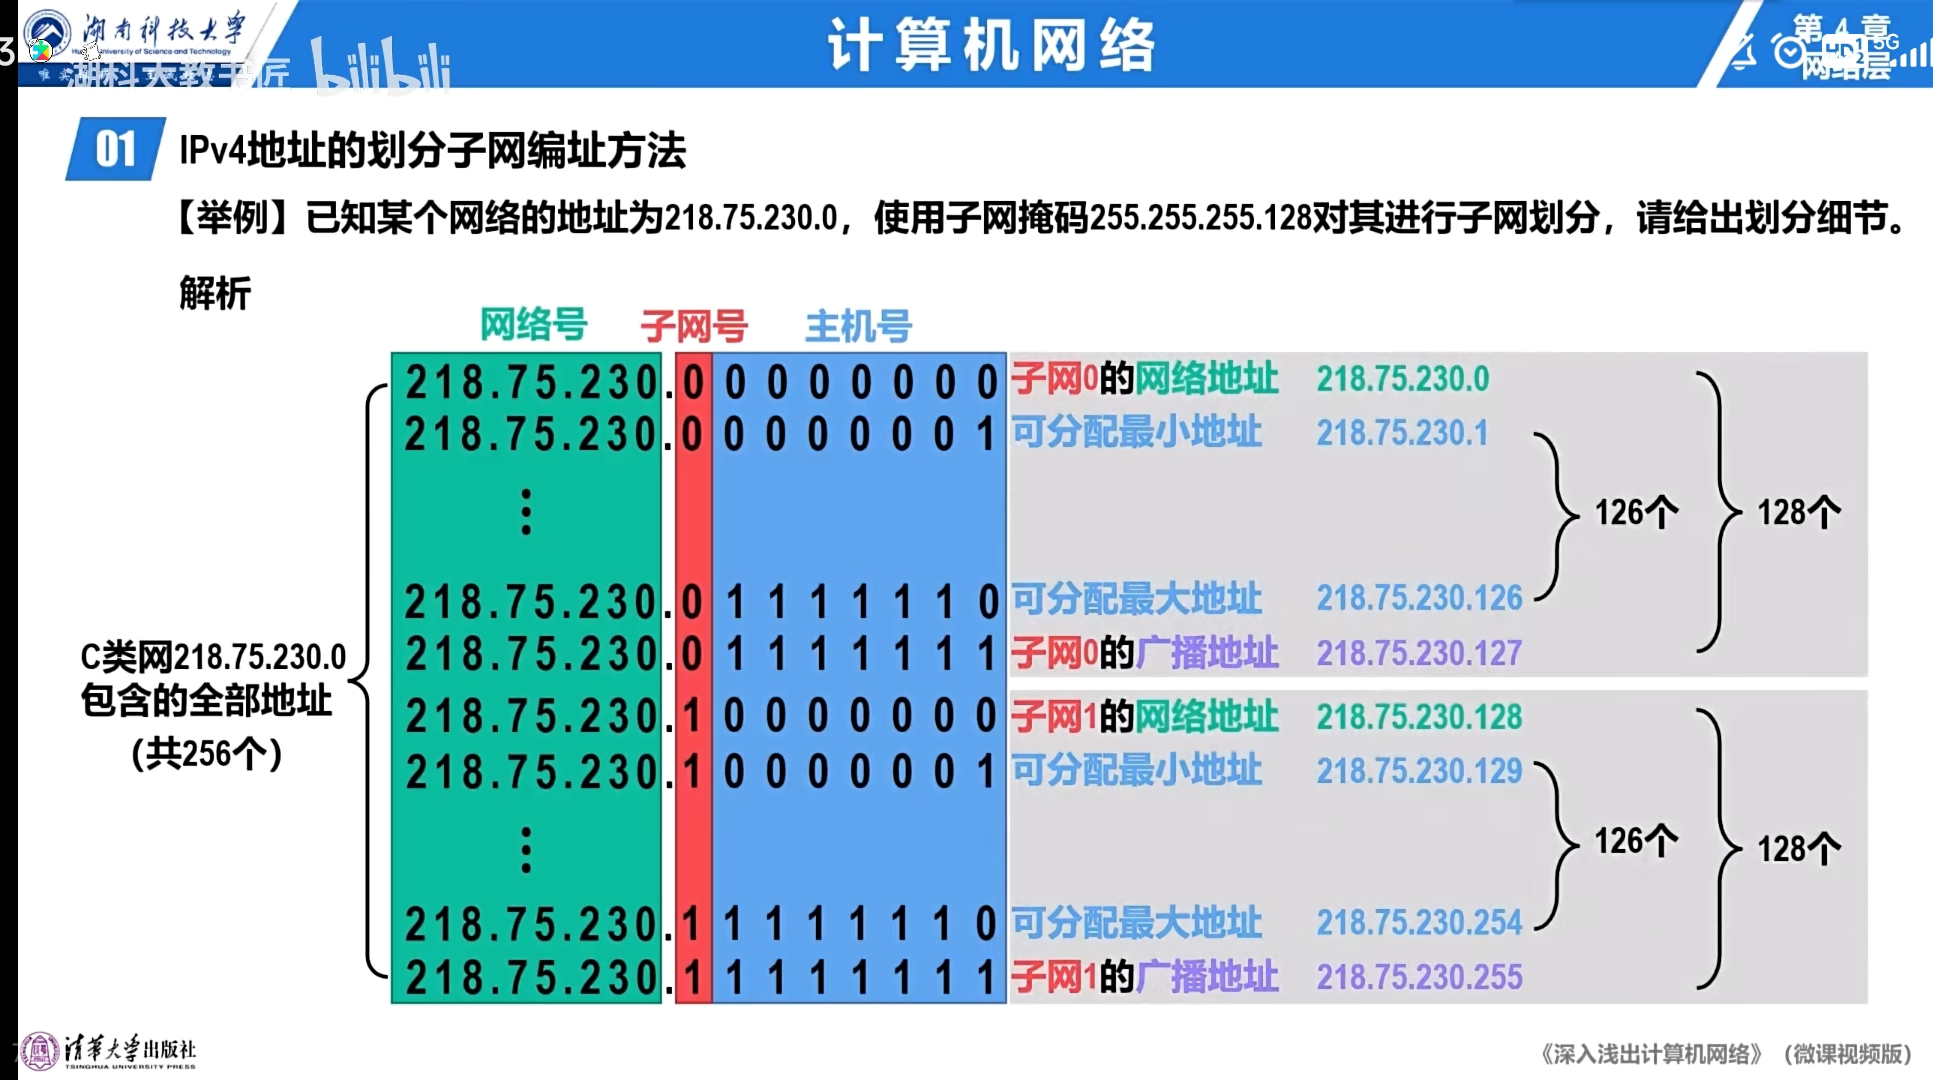 湖南科技大学
University of Science and Technology
湖科大教书匠 bilibili
计算机网络
第4章
网络层
5G
01 IPv4地址的划分子网编址方法
【举例】已知某个网络的地址为218.75.230.0，使用子网掩码255.255.255.128对其进行子网划分，请给出划分细节。
解析
网络号 子网号 主机号
218.75.230.0 0 0 0 0 0 0 0 子网0的网络地址 218.75.230.0
218.75.230.0 0 0 0 0 0 0 1 可分配最小地址 218.75.230.1
⋮
126个 128个
218.75.230.0 1 1 1 1 1 1 0 可分配最大地址 218.75.230.126
218.75.230.0 1 1 1 1 1 1 1 子网0的广播地址 218.75.230.127
C类网218.75.230.0
包含的全部地址
（共256个）
218.75.230.1 0 0 0 0 0 0 0 子网1的网络地址 218.75.230.128
218.75.230.1 0 0 0 0 0 0 1 可分配最小地址 218.75.230.129
⋮
126个 128个
218.75.230.1 1 1 1 1 1 1 0 可分配最大地址 218.75.230.254
218.75.230.1 1 1 1 1 1 1 1 子网1的广播地址 218.75.230.255
清华大学出版社
TSINGHUA UNIVERSITY PRESS
《深入浅出计算机网络》（微课视频版）